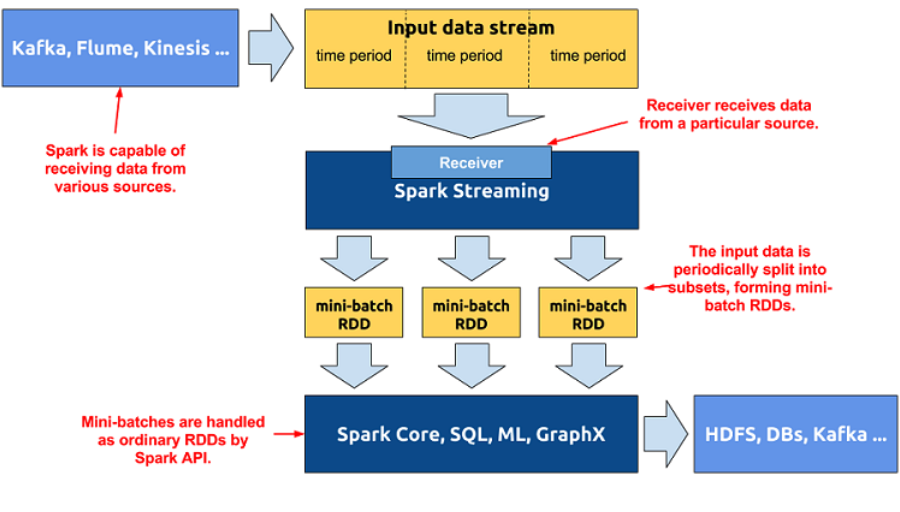 Kafka, Flume, Kinesis ...
Input data stream
time period
time period
time period
Receiver receives data
from a particular source.
Spark is capable of
receiving data from
various sources.
Receiver
Spark Streaming
The input data is
periodically split into
subsets, forming mini-
batch RDDs.
mini-batch
RDD
mini-batch
RDD
mini-batch
RDD
Mini-batches are handled
as ordinary RDDs by
Spark API.
Spark Core, SQL, ML, GraphX
HDFS, DBs, Kafka ...